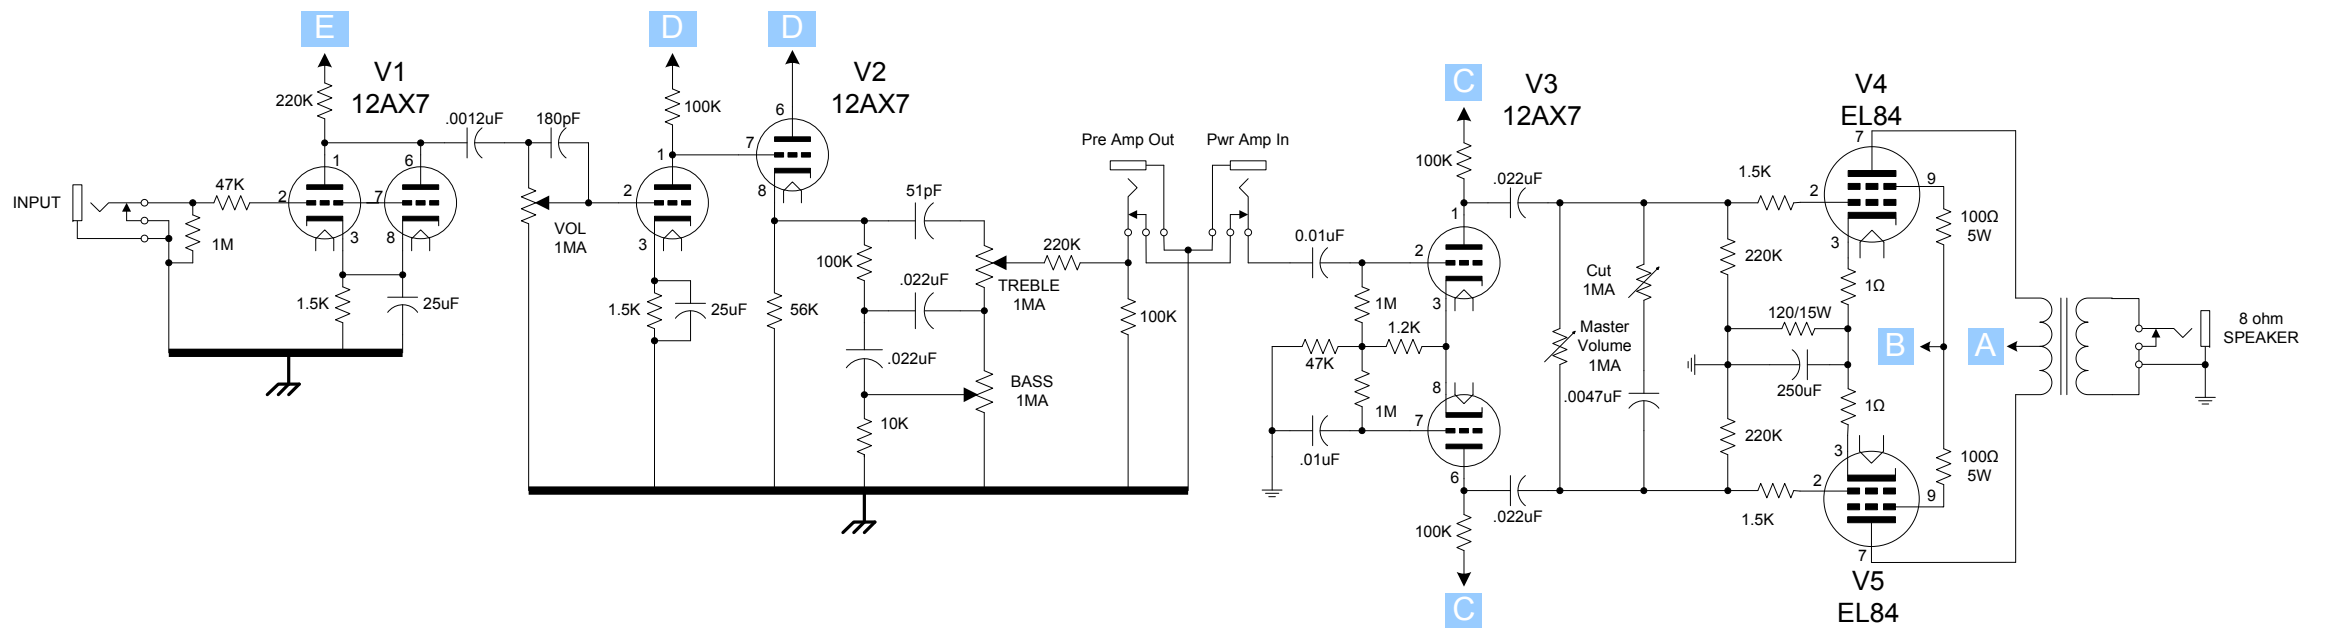 E
D
D
V1
12AX7
V2
12AX7
C
V3
12AX7
V4
EL84
220K
.0012uF
180pF
100K
6
7
8
1
6
1
2
7
3
8
INPUT
47K
1M
1.5K
25uF
VOL
1MA
2
3
1.5K
25uF
56K
51pF
100K
.022uF
.022uF
10K
TREBLE
1MA
BASS
1MA
220K
100K
Pre Amp Out
Pwr Amp In
0.01uF
1M
1.2K
47K
1M
.01uF
100K
1
2
3
8
7
6
100K
C
.022uF
.022uF
Cut
1MA
Master
Volume
1MA
.0047uF
1.5K
220K
120/15W
250uF
220K
1.5K
7
2
9
3
1Ω
1Ω
3
2
9
7
V5
EL84
100Ω
5W
100Ω
5W
B
A
8 ohm
SPEAKER